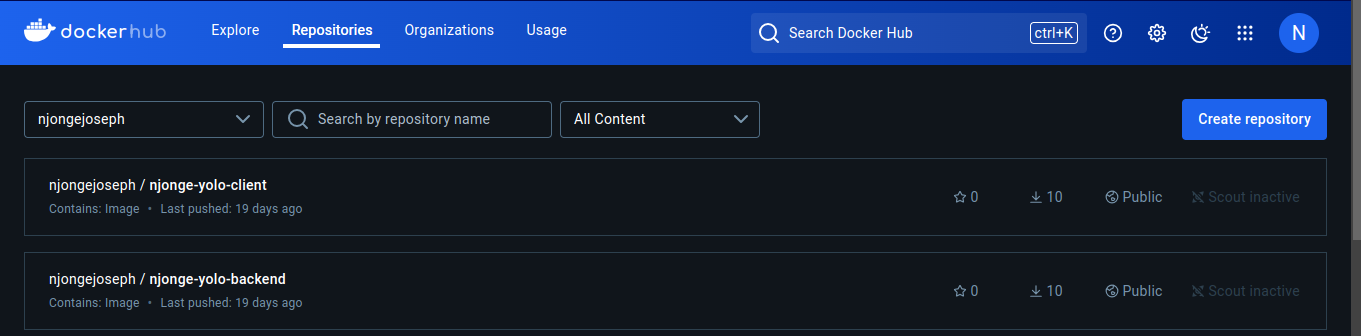 dockerhub Explore Repositories Organizations Usage Search Docker Hub ctrl+K N
njongejoseph Search by repository name All Content Create repository
njongejoseph / njonge-yolo-client
0 10 Public Scout inactive
Contains: Image • Last pushed: 19 days ago
njongejoseph / njonge-yolo-backend
0 10 Public Scout inactive
Contains: Image • Last pushed: 19 days ago